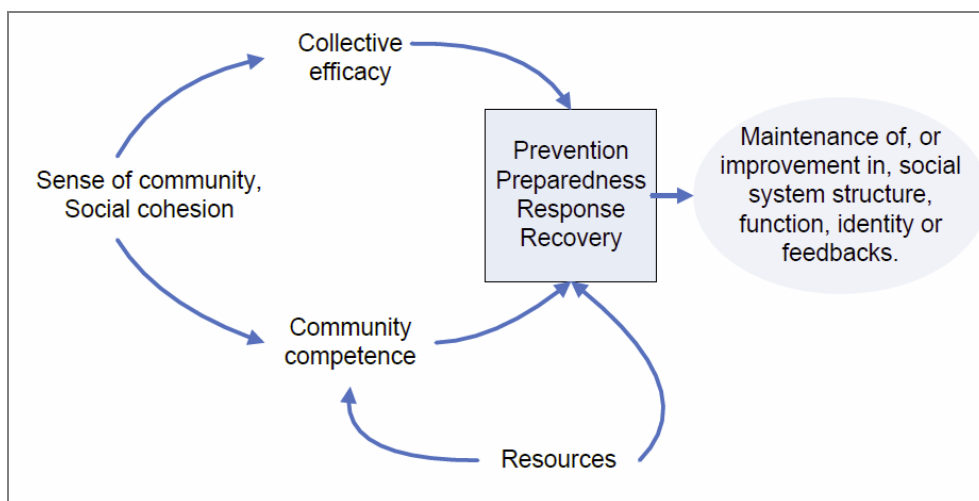 Collective
efficacy
Sense of community,
Social cohesion
Prevention
Preparedness
Response
Recovery
Maintenance of, or
improvement in, social
system structure,
function, identity or
feedbacks.
Community
competence
Resources